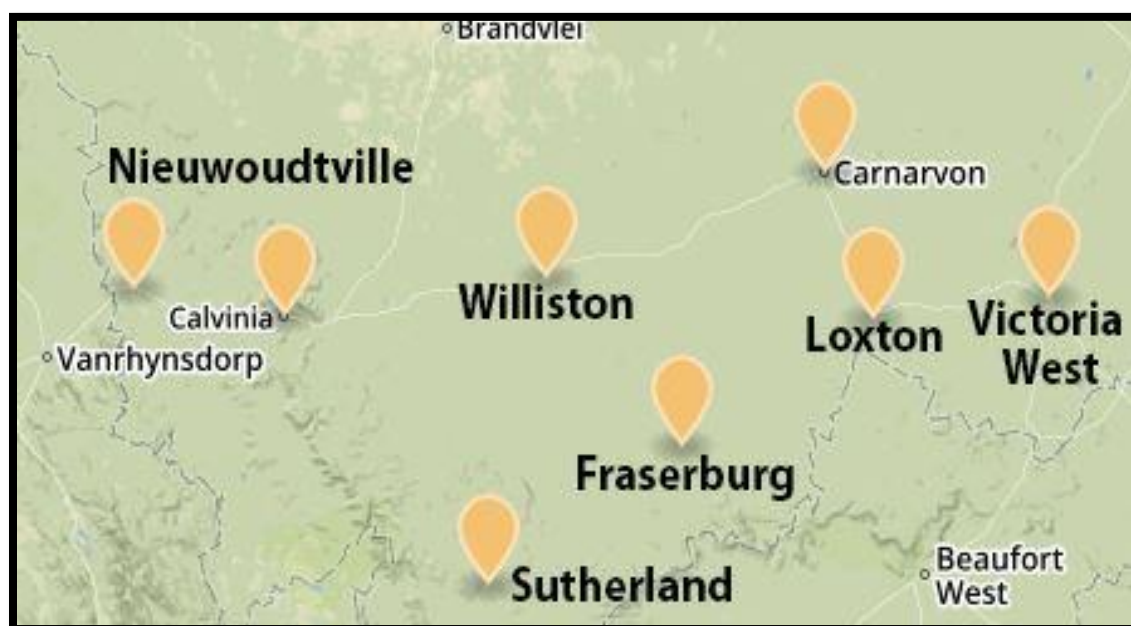 Brandvlei
Nieuwoudtville
Carnarvon
Williston
Calvinia
Loxton
Victoria
West
Vanrhynsdorp
Fraserburg
Sutherland
Beaufort
West